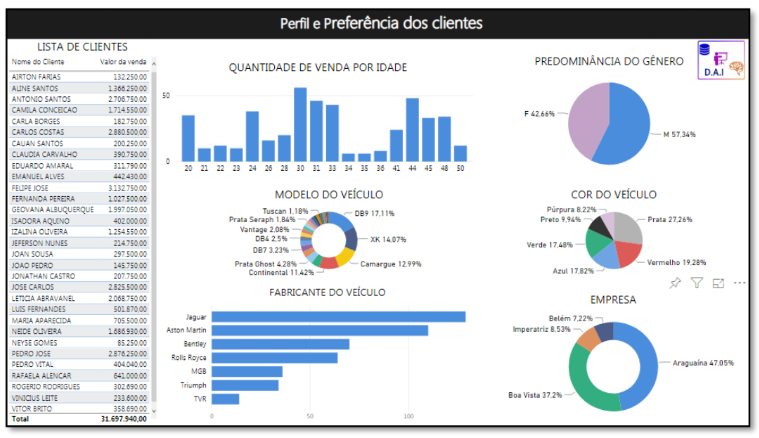 Perfil e Preferência dos clientes
LISTA DE CLIENTES
Nome do Cliente Valor da venda
AIRTON FARIAS 132.250,00
ALINE SANTOS 1.366.250,00
ANTONIO SANTOS 2.706.750,00
CAMILA CONCEICAO 1.714.550,00
CARLA BORGES 182.750,00
CARLOS COSTAS 2.880.500,00
CAUAN SANTOS 200.250,00
CLAUDIA CARVALHO 390.750,00
EDUARDO AMARAL 311.790,00
EMANUEL ALVES 442.430,00
FELIPE JOSE 3.132.750,00
FERNANDA PEREIRA 1.027.500,00
GEOVANA ALBUQUERQUE 1.997.050,00
ISADORA AQUINO 402.000,00
IZALINA OLIVEIRA 1.254.550,00
JEFERSON NUNES 214.750,00
JOAN SOUSA 297.500,00
JOAO PEDRO 145.750,00
JONATHAN CASTRO 207.750,00
JOSE CARLOS 2.825.500,00
LETICIA ABRAVANEL 2.068.750,00
LUIS FERNANDES 501.870,00
MARIA APARECIDA 705.500,00
NEIDE OLIVEIRA 1.686.930,00
NEYSE GOMES 85.250,00
PEDRO JOSE 2.876.250,00
PEDRO VITAL 404.040,00
RAFAELA ALENCAR 641.000,00
ROGERIO RODRIGUES 302.690,00
VINICIUS LEITE 233.600,00
VITOR BRITO 358.690,00
Total 31.697.940,00
QUANTIDADE DE VENDA POR IDADE
50
0
20 21 22 23 24 26 29 30 31 33 34 35 38 41 44 45 48 50
PREDOMINÂNCIA DO GÊNERO
D.A.I
F 42,66%
M 57,34%
MODELO DO VEÍCULO
Tuscan 1,18%
Prata Seraph 1,84%
Vantage 2,08%
DB4 2,5%
DB7 3,23%
Prata Ghost 4,28%
Continental 11,42%
DB9 17,11%
XK 14,07%
Camargue 12,99%
COR DO VEÍCULO
Púrpura 8,22%
Preto 9,94%
Verde 17,48%
Azul 17,82%
Prata 27,26%
Vermelho 19,28%
FABRICANTE DO VEÍCULO
Jaguar
Aston Martin
Bentley
Rolls Royce
MGB
Triumph
TVR
0 50 100
EMPRESA
Belém 7,22%
Imperatriz 8,53%
Boa Vista 37,2%
Araguaína 47,05%